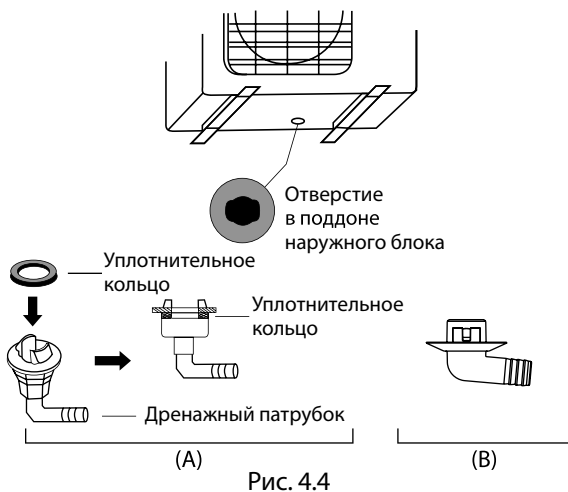 Отверстие
в поддоне
наружного блока
Уплотнительное
кольцо
Уплотнительное
кольцо
Дренажный патрубок
(A)
(B)
Рис. 4.4